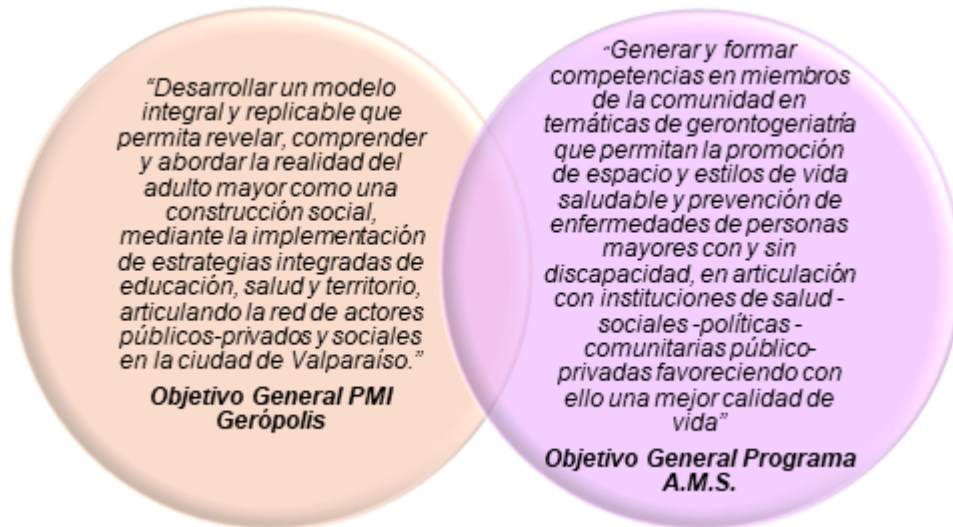 “Desarrollar un modelo
integral y replicable que
permita revelar, comprender
y abordar la realidad del
adulto mayor como una
construcción social,
mediante la implementación
de estrategias integradas de
educación, salud y territorio,
articulando la red de actores
públicos-privados y sociales
en la ciudad de Valparaíso.”
Objetivo General PMI
Gerópolis
“Generar y formar
competencias en miembros
de la comunidad en
temáticas de gerontogeriatría
que permitan la promoción
de espacio y estilos de vida
saludable y prevención de
enfermedades de personas
mayores con y sin
discapacidad, en articulación
con instituciones de salud -
sociales -políticas -
comunitarias público-
privadas favoreciendo con
ello una mejor calidad de
vida”
Objetivo General Programa
A.M.S.